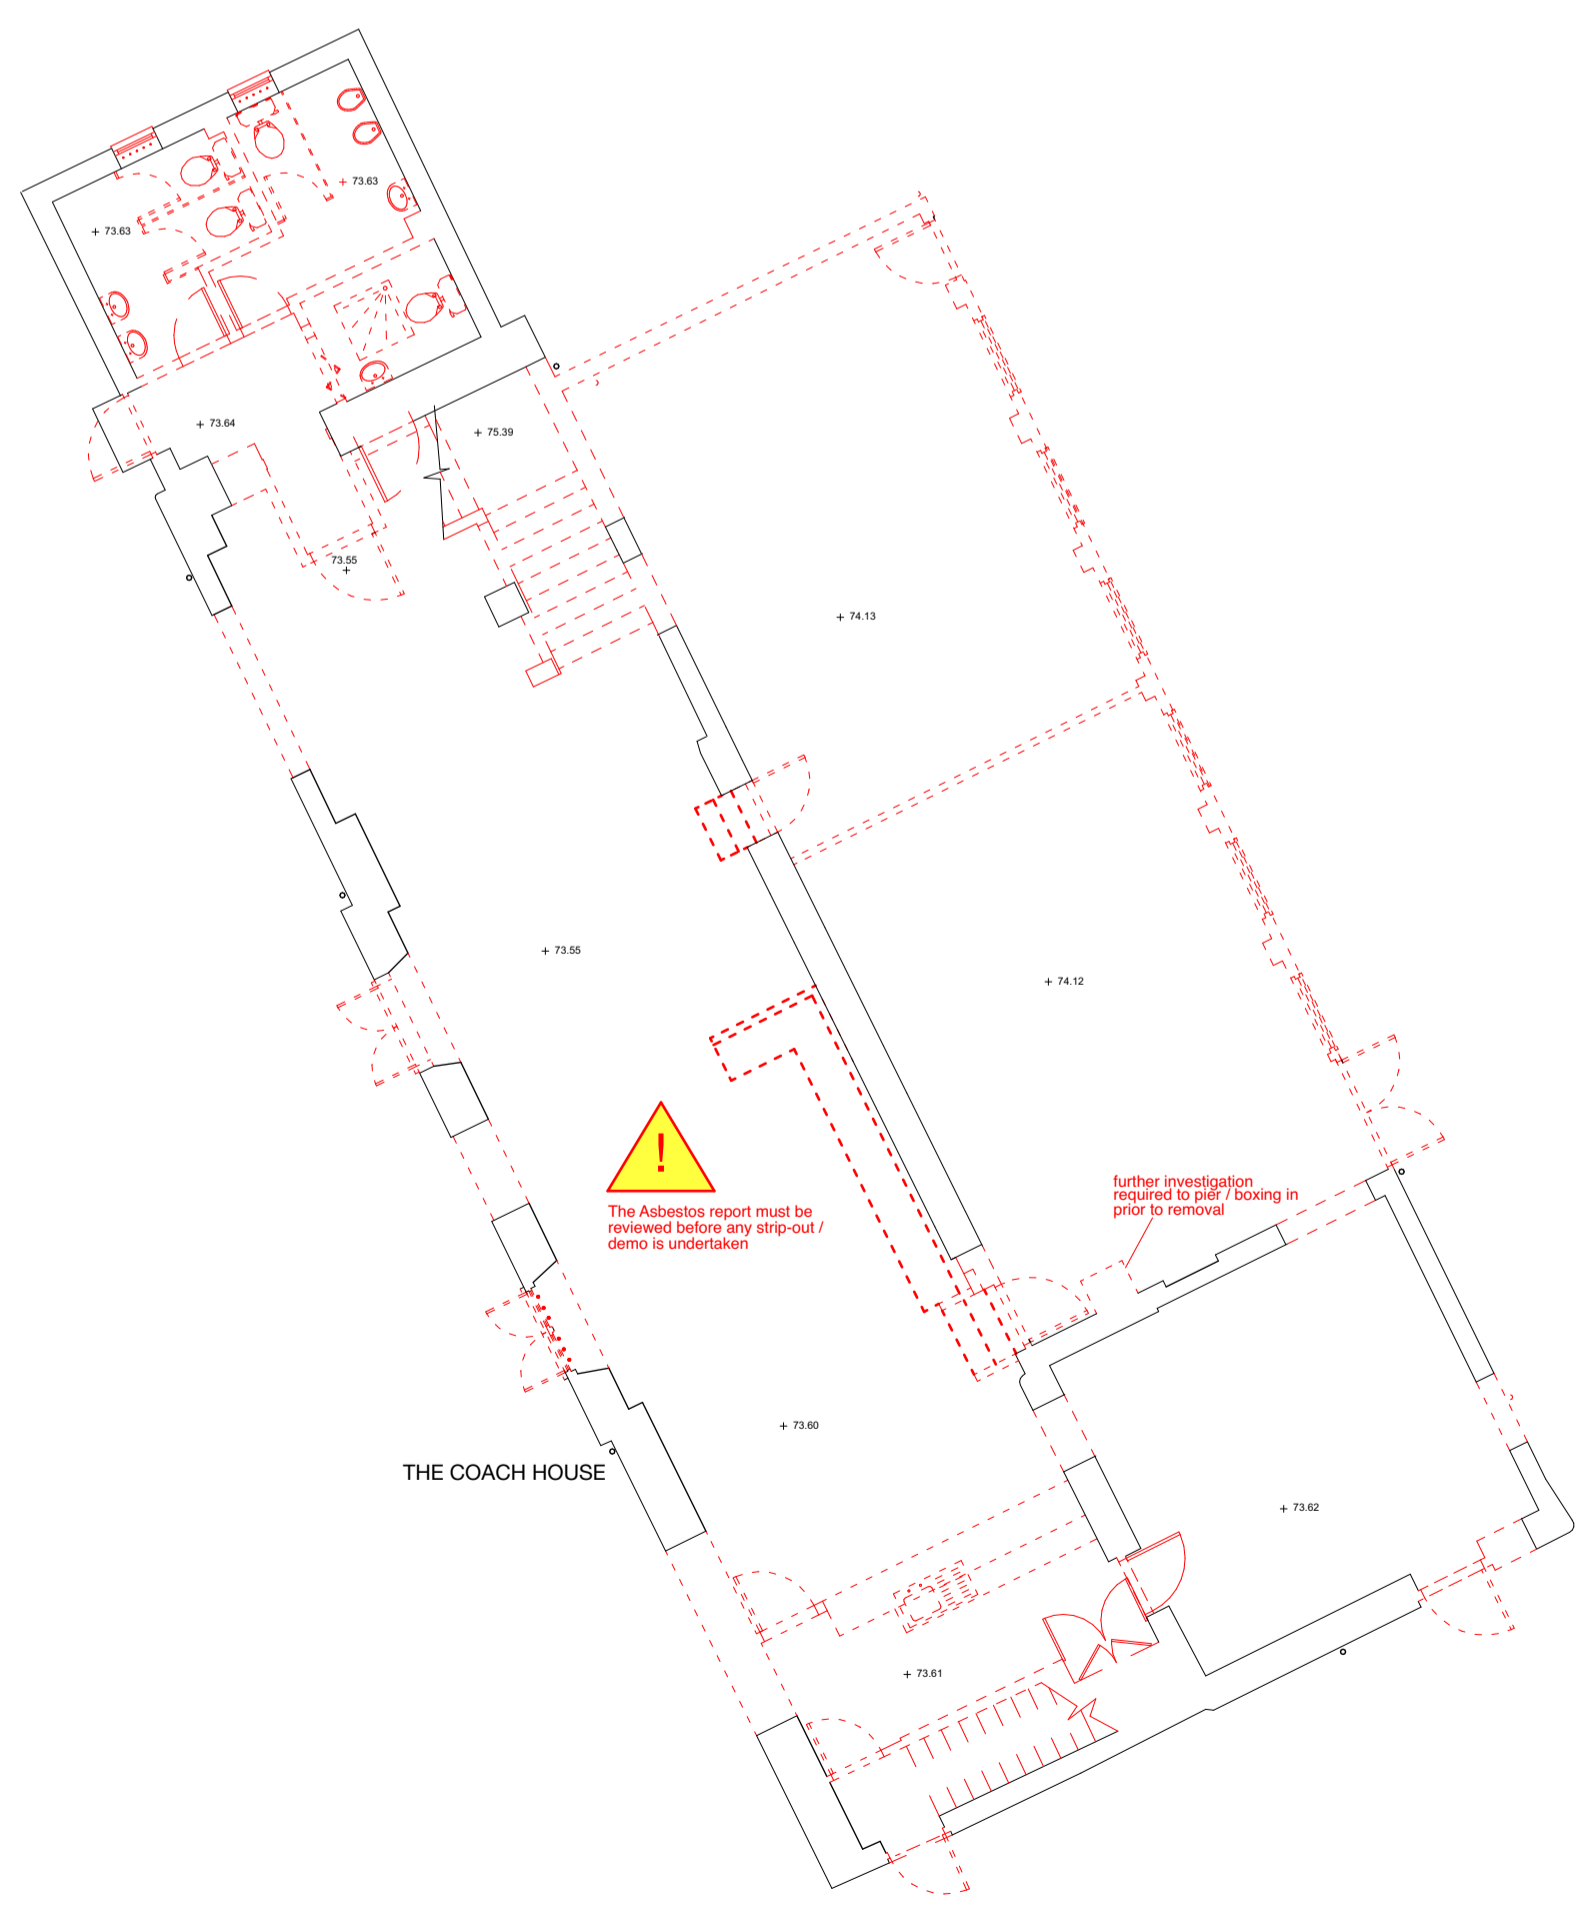 73.63
73.63
73.64
75.39
73.55
74.13
73.55
74.12
!
The Asbestos report must be
reviewed before any strip-out /
demo is undertaken
further investigation
required to pier / boxing in
prior to removal
73.60
THE COACH HOUSE
73.62
73.61